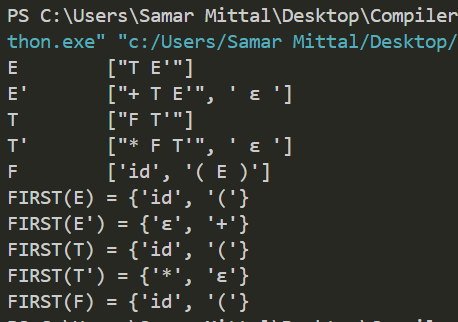 PS C:\Users\Samar Mittal\Desktop\Compiler
thon.exe" "c:/Users/Samar Mittal/Desktop/
E ["T E'"]
E' ["+ T E'", ' ε ']
T ["F T'"]
T' ["* F T'", ' ε ']
F ['id', '( E )']
FIRST(E) = {'id', '('}
FIRST(E') = {'ε', '+'}
FIRST(T) = {'id', '('}
FIRST(T') = {'*', 'ε'}
FIRST(F) = {'id', '('}